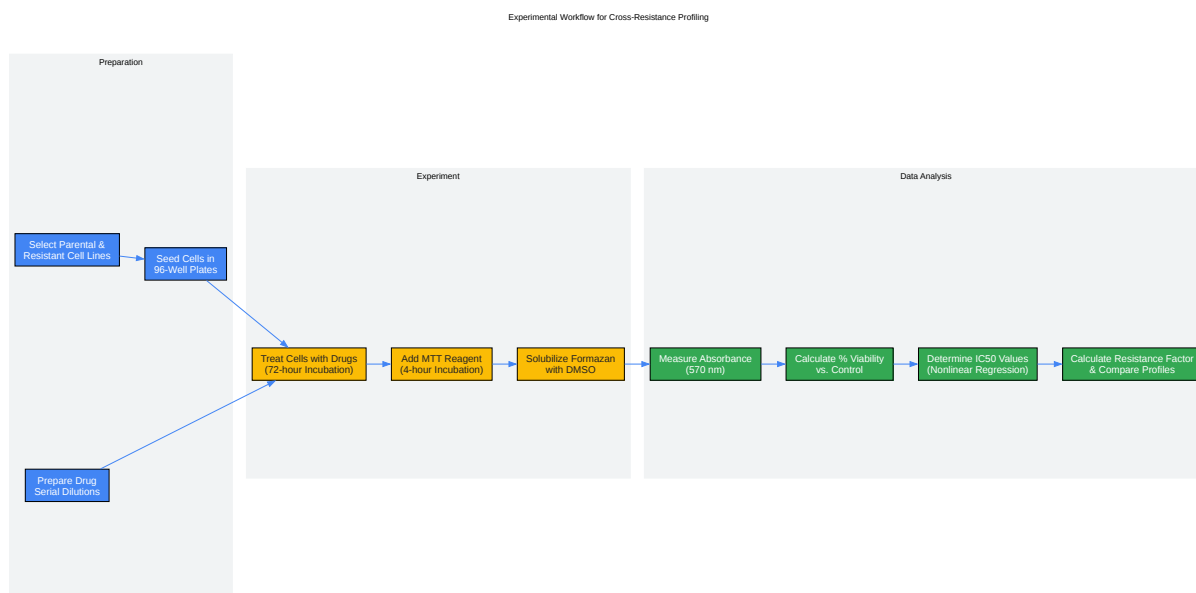 Experimental Workflow for Cross-Resistance Profiling
Preparation
Select Parental &
Resistant Cell Lines
Seed Cells in
96-Well Plates
Prepare Drug
Serial Dilutions
Experiment
Treat Cells with Drugs
(72-hour Incubation)
Add MTT Reagent
(4-hour Incubation)
Solubilize Formazan
with DMSO
Data Analysis
Measure Absorbance
(570 nm)
Calculate % Viability
vs. Control
Determine IC50 Values
(Nonlinear Regression)
Calculate Resistance Factor
& Compare Profiles